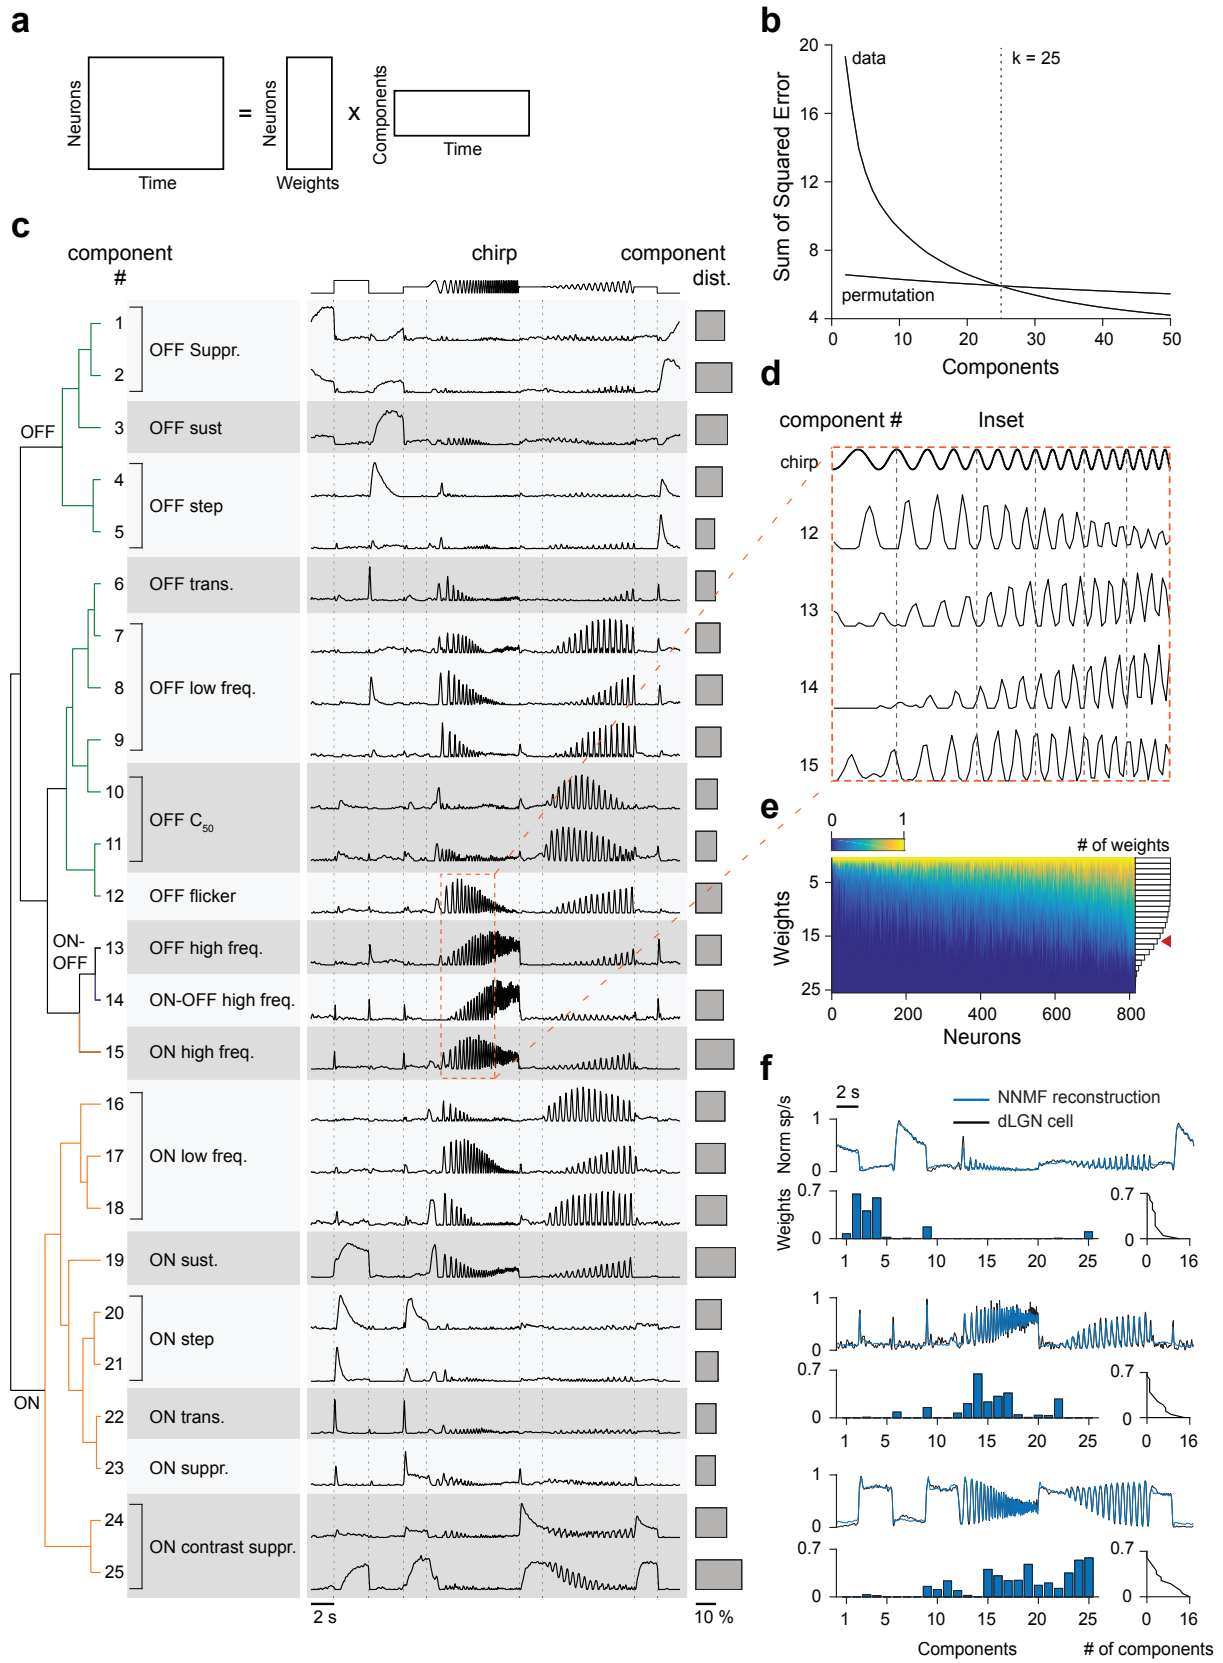 a
Neurons
Time
=
Neurons
Weights
x
Components
Time
b
Sum of Squared Error
20
16
12
8
4
data
permutation
k = 25
0 10 20 30 40 50
Components
c
component
#
chirp
component
dist.
OFF
ON-
OFF
ON
1
2
OFF Suppr.
3 OFF sust
4
5
OFF step
6 OFF trans.
7
8
9
OFF low freq.
10
11
OFF C50
12 OFF flicker
13 OFF high freq.
14 ON-OFF high freq.
15 ON high freq.
16
17
18
ON low freq.
19 ON sust.
20
21
ON step
22 ON trans.
23 ON suppr.
24
25
ON contrast suppr.
2 s
10 %
d
component # Inset
chirp
12
13
14
15
e
0 1
# of weights
Weights
5
15
25
0 200 400 600 800
Neurons
f
2 s
NNMF reconstruction
dLGN cell
Norm sp/s
1
0
Weights
0.7
0
1 5 10 15 20 25
0.7
0
0 16
1
0
0.7
0
1 5 10 15 20 25
0.7
0
0 16
1
0
0.7
0
1 5 10 15 20 25
0.7
0
0 16
Components
# of components